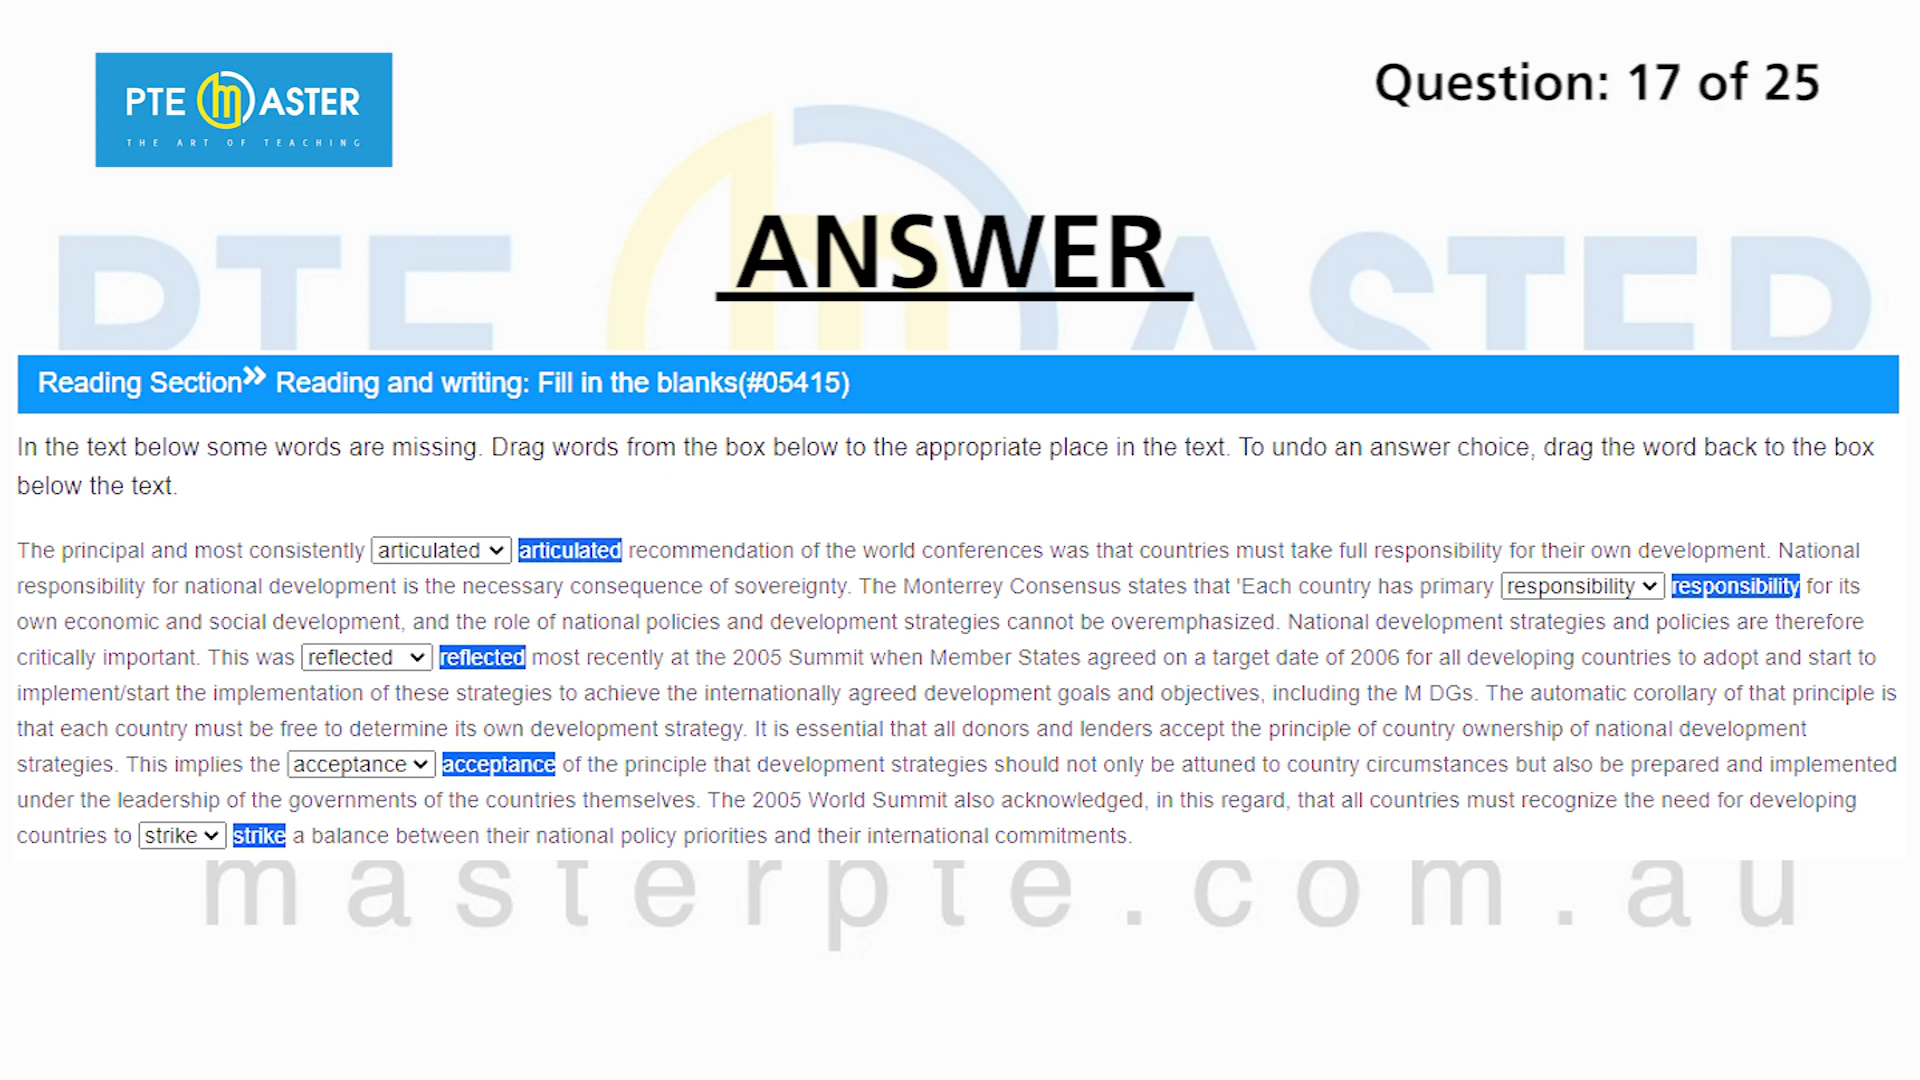 PTE MASTER
THE ART OF TEACHING
Question: 17 of 25
PTE MASTER
ANSWER
Reading Section» Reading and writing: Fill in the blanks(#05415)
In the text below some words are missing. Drag words from the box below to the appropriate place in the text. To undo an answer choice, drag the word back to the box
below the text.
The principal and most consistently articulated articulated recommendation of the world conferences was that countries must take full responsibility for their own development. National
responsibility for national development is the necessary consequence of sovereignty. The Monterrey Consensus states that 'Each country has primary responsibility responsibility for its
own economic and social development, and the role of national policies and development strategies cannot be overemphasized. National development strategies and policies are therefore
critically important. This was reflected reflected most recently at the 2005 Summit when Member States agreed on a target date of 2006 for all developing countries to adopt and start to
implement/start the implementation of these strategies to achieve the internationally agreed development goals and objectives, including the M DGs. The automatic corollary of that principle is
that each country must be free to determine its own development strategy. It is essential that all donors and lenders accept the principle of country ownership of national development
strategies. This implies the acceptance acceptance of the principle that development strategies should not only be attuned to country circumstances but also be prepared and implemented
under the leadership of the governments of the countries themselves. The 2005 World Summit also acknowledged, in this regard, that all countries must recognize the need for developing
countries to strike strike a balance between their national policy priorities and their international commitments.
masterpte.com.au